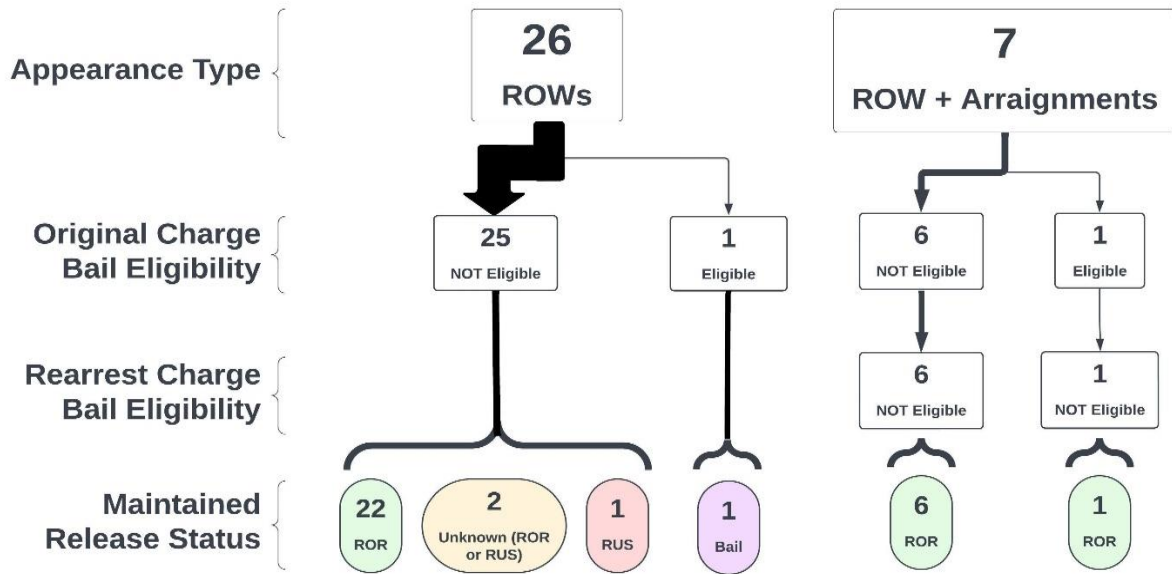 Appearance Type
26
ROWs
7
ROW + Arraignments
Original Charge
Bail Eligibility
25
NOT Eligible
1
Eligible
6
NOT Eligible
1
Eligible
Rearrest Charge
Bail Eligibility
6
NOT Eligible
1
NOT Eligible
Maintained
Release Status
22
ROR
2
Unknown (ROR
or RUS)
1
RUS
1
Bail
6
ROR
1
ROR